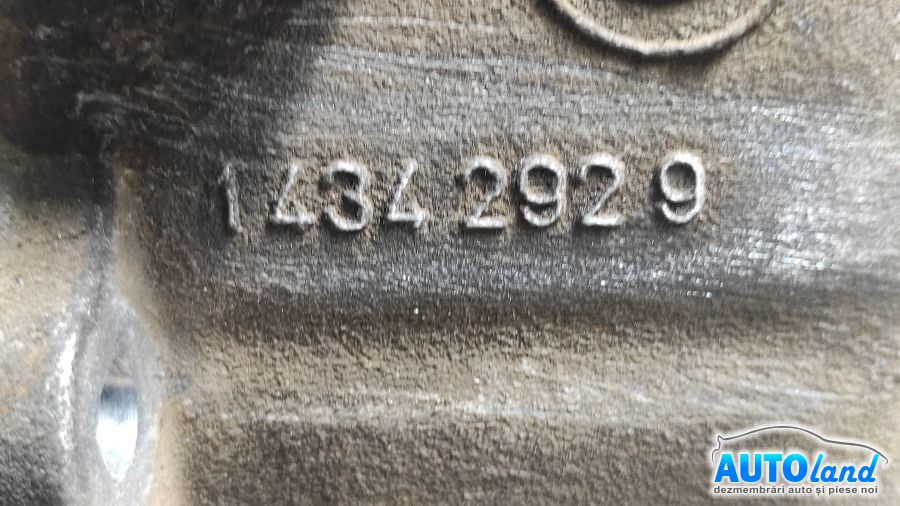 14342929
AUTOland
dezmembrări auto și piese noi